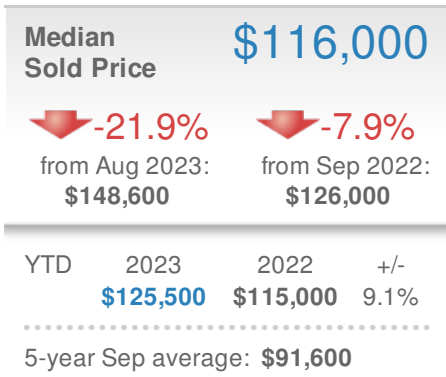 Median
Sold Price
$116,000
-21.9% -7.9%
from Aug 2023: from Sep 2022:
$148,600 $126,000
YTD 2023 2022 +/-
$125,500 $115,000 9.1%
5-year Sep average: $91,600